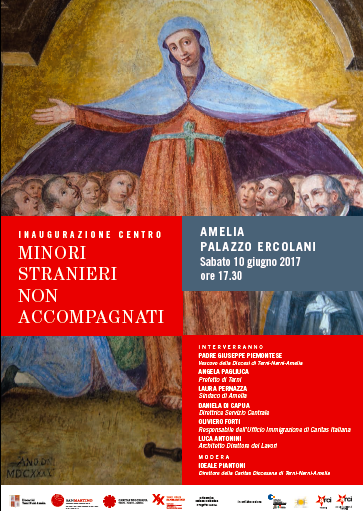 INAUGURAZIONE CENTRO
MINORI
STRANIERI
NON
ACCOMPAGNATI
AMELIA
PALAZZO ERCOLANI
Sabato 10 giugno 2017
ore 17.30
INTERVERRANNO
PADRE GIUSEPPE PIEMONTESE
Vescovo della Diocesi di Terni-Narni-Amelia
ANGELA PAGLIUCA
Prefetto di Terni
LAURA PERNAZZA
Sindaco di Amelia
DANIELA DI CAPUA
Direttrice Servizio Centrale
OLIVIERO FORTI
Responsabile dell'Ufficio Immigrazione di Caritas Italiana
LUCA ANTONINI
Architetto Direttore dei Lavori
MODERA
IDEALE PIANTONI
Direttore della Caritas Diocesana di Terni-Narni-Amelia
MDCXXX
SANMARTINO